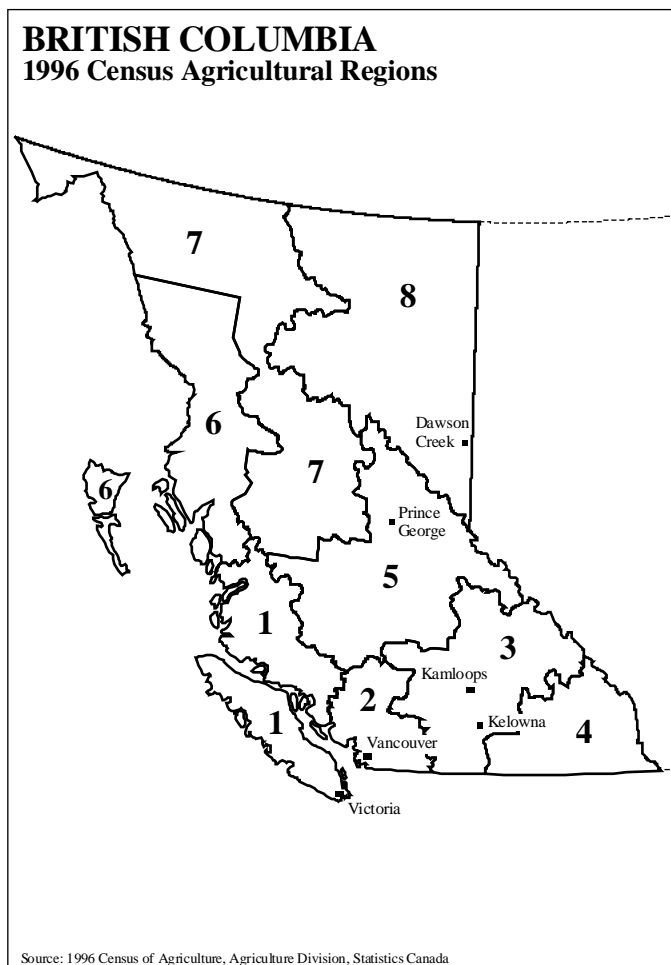 BRITISH COLUMBIA
1996 Census Agricultural Regions
7
8
6
Dawson
Creek
7
6
Prince
George
5
1
3
Kamloops
2
1
Kelowna
4
Vancouver
Victoria
Source: 1996 Census of Agriculture, Agriculture Division, Statistics Canada